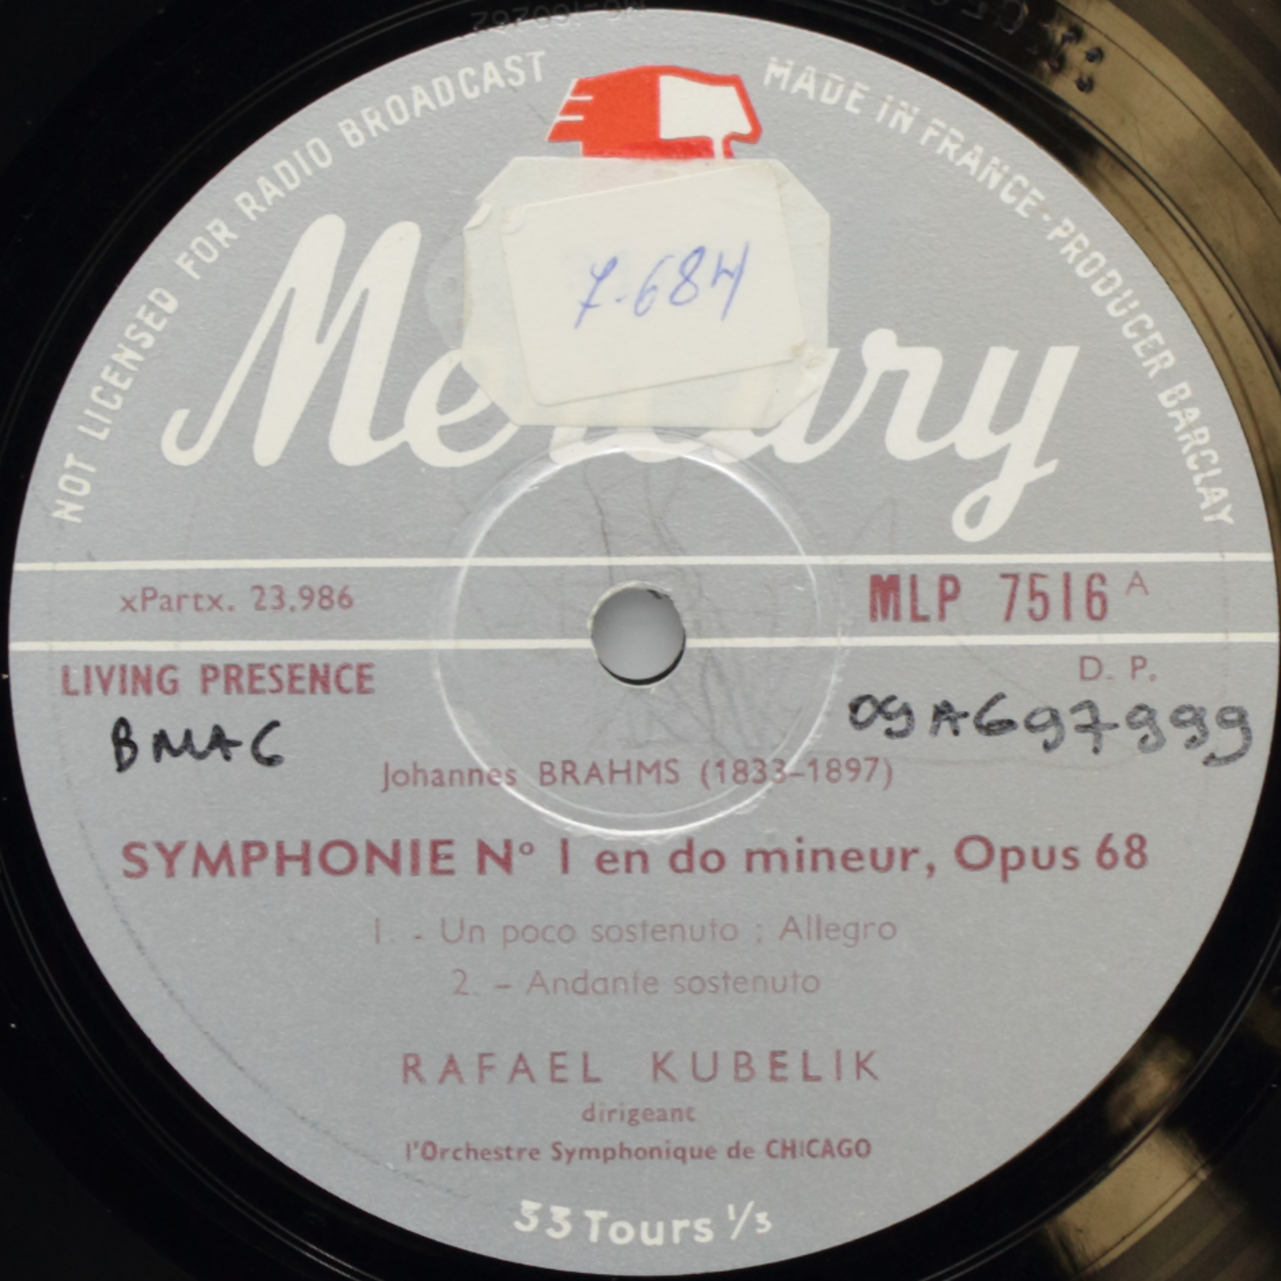 NOT LICENSED FOR RADIO BROADCAST
MADE IN FRANCE-PRODUCER BARCLAY
7-684
Mercury
xPartx. 23.986
MLP 7516 A
LIVING PRESENCE
D. P.
BMAC
09A697999
Johannes BRAHMS (1833-1897)
SYMPHONIE N° 1 en do mineur, Opus 68
1. - Un poco sostenuto ; Allegro
2. – Andante sostenuto
RAFAEL KUBELIK
dirigeant
l'Orchestre Symphonique de CHICAGO
33 Tours 1/3